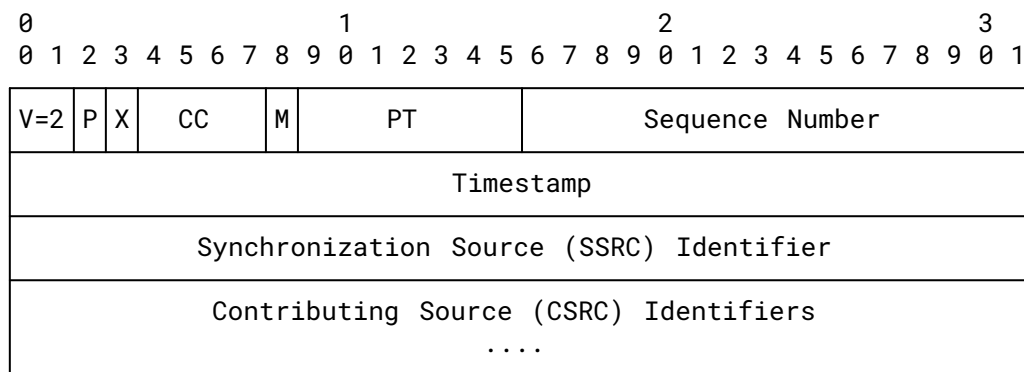 0 1 2 3
0 1 2 3 4 5 6 7 8 9 0 1 2 3 4 5 6 7 8 9 0 1 2 3 4 5 6 7 8 9 0 1
V=2 P X CC M PT Sequence Number
Timestamp
Synchronization Source (SSRC) Identifier
Contributing Source (CSRC) Identifiers
....